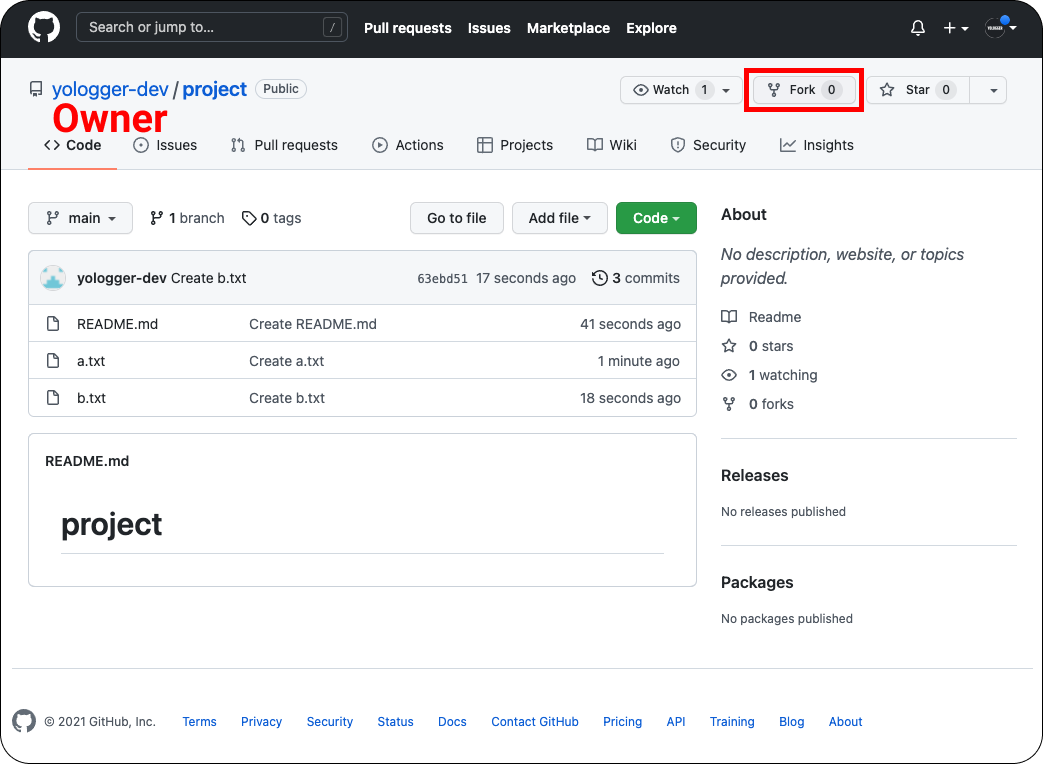 Search or jump to... /
Pull requests Issues Marketplace Explore
yologger-dev / project Public
Watch 1 Fork 0 Star 0
Owner
Code Issues Pull requests Actions Projects Wiki Security Insights
main 1 branch 0 tags Go to file Add file Code
yologger-dev Create b.txt 63ebd51 17 seconds ago 3 commits
README.md Create README.md 41 seconds ago
a.txt Create a.txt 1 minute ago
b.txt Create b.txt 18 seconds ago
README.md
project
About
No description, website, or topics
provided.
Readme
0 stars
1 watching
0 forks
Releases
No releases published
Packages
No packages published
© 2021 GitHub, Inc. Terms Privacy Security Status Docs Contact GitHub Pricing API Training Blog About